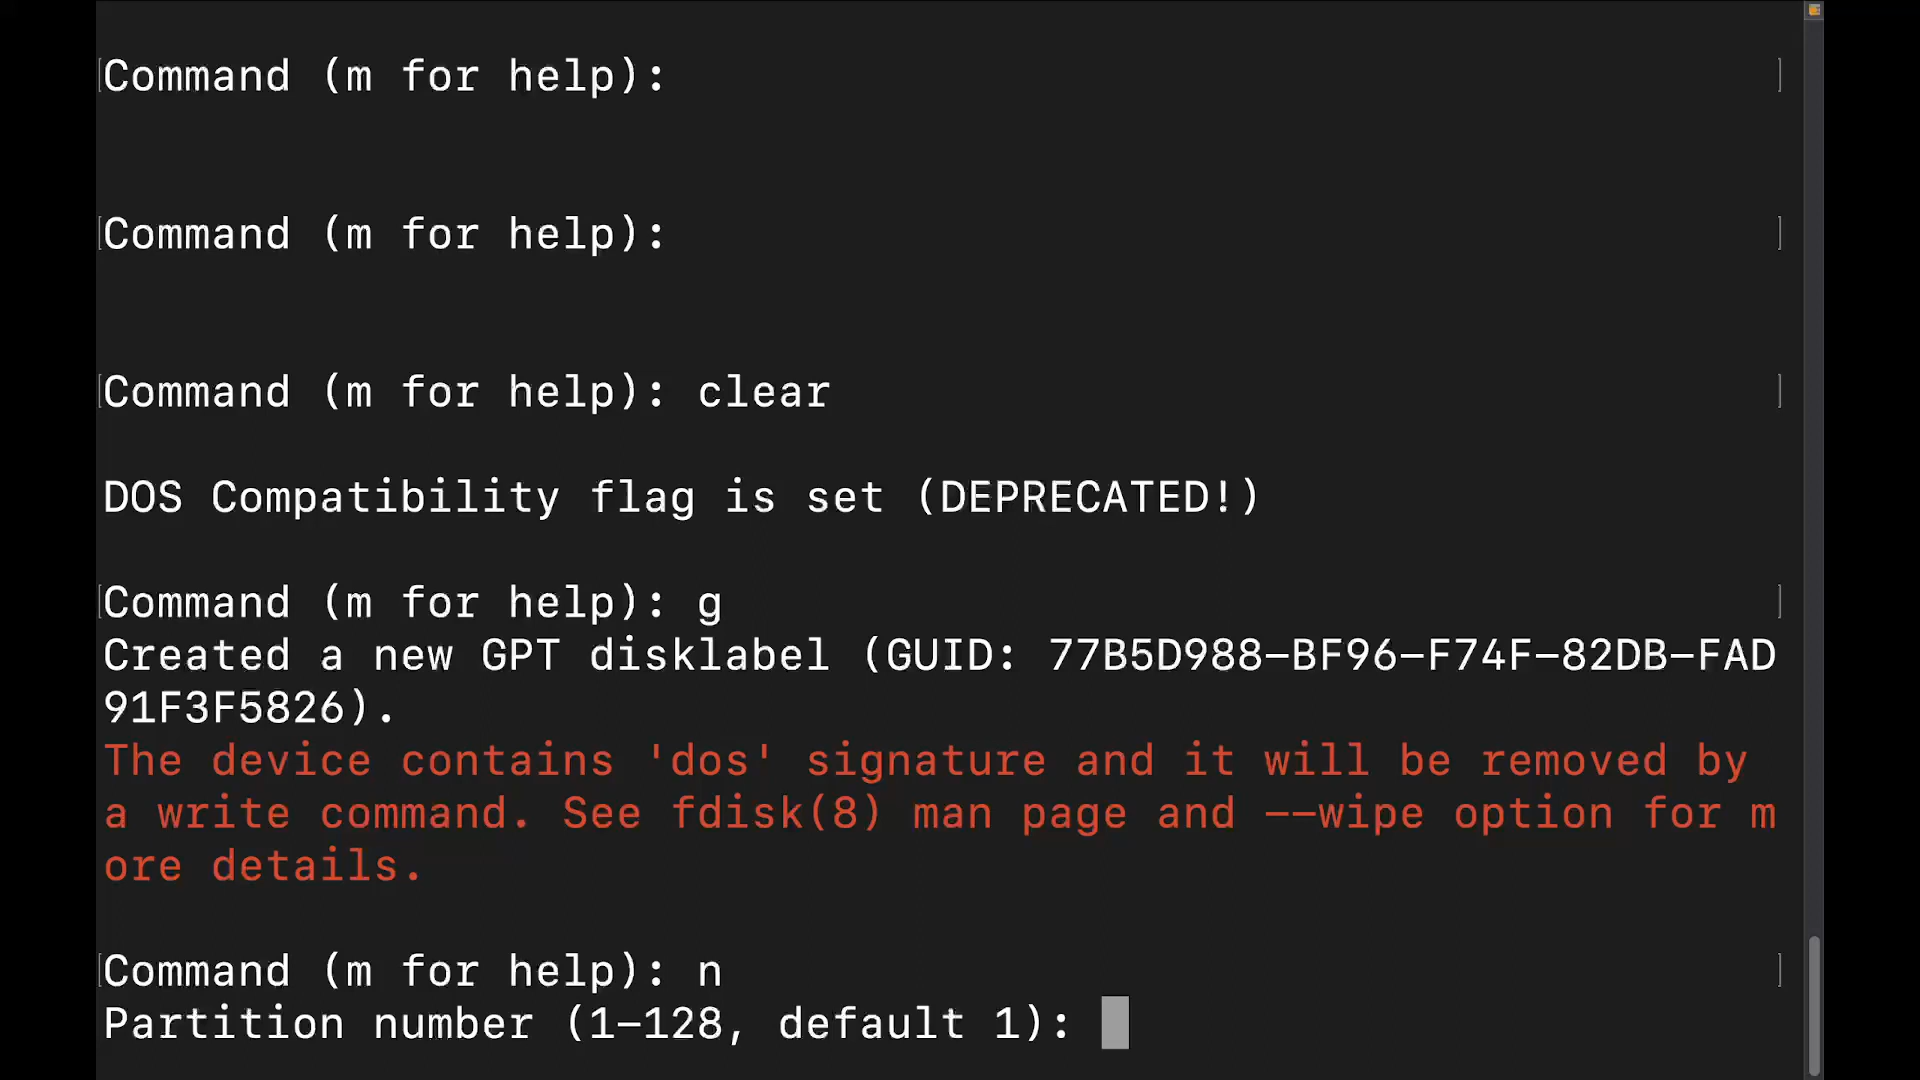 [Command (m for help): ]
[Command (m for help): ]
[Command (m for help): clear ]
DOS Compatibility flag is set (DEPRECATED!)
[Command (m for help): g ]
Created a new GPT disklabel (GUID: 77B5D988-BF96-F74F-82DB-FAD
91F3F5826).
The device contains 'dos' signature and it will be removed by
a write command. See fdisk(8) man page and --wipe option for m
ore details.
[Command (m for help): n ]
Partition number (1-128, default 1):